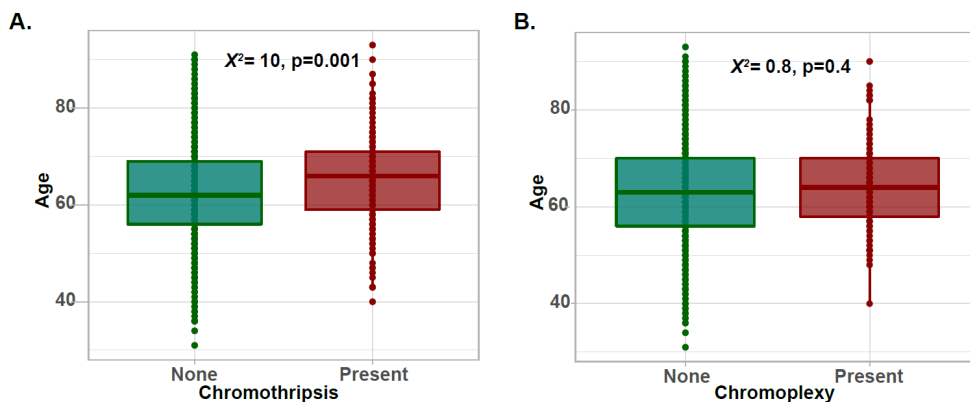 A.
X²= 10, p=0.001
Age
80
60
40
None
Present
Chromothripsis
B.
X²= 0.8, p=0.4
Age
80
60
40
None
Present
Chromoplexy